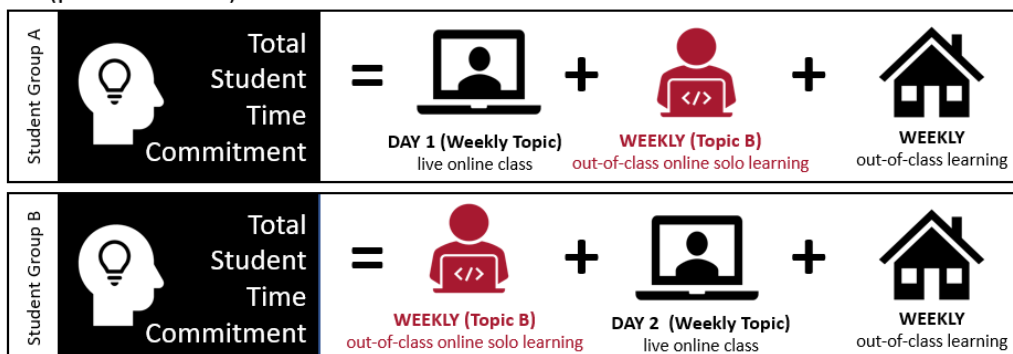 Student Group A
Total
Student
Time
Commitment
=
+
+
</>
DAY 1 (Weekly Topic)
live online class
WEEKLY (Topic B)
out-of-class online solo learning
WEEKLY
out-of-class learning
Student Group B
Total
Student
Time
Commitment
=
+
+
</>
WEEKLY (Topic B)
out-of-class online solo learning
DAY 2 (Weekly Topic)
live online class
WEEKLY
out-of-class learning